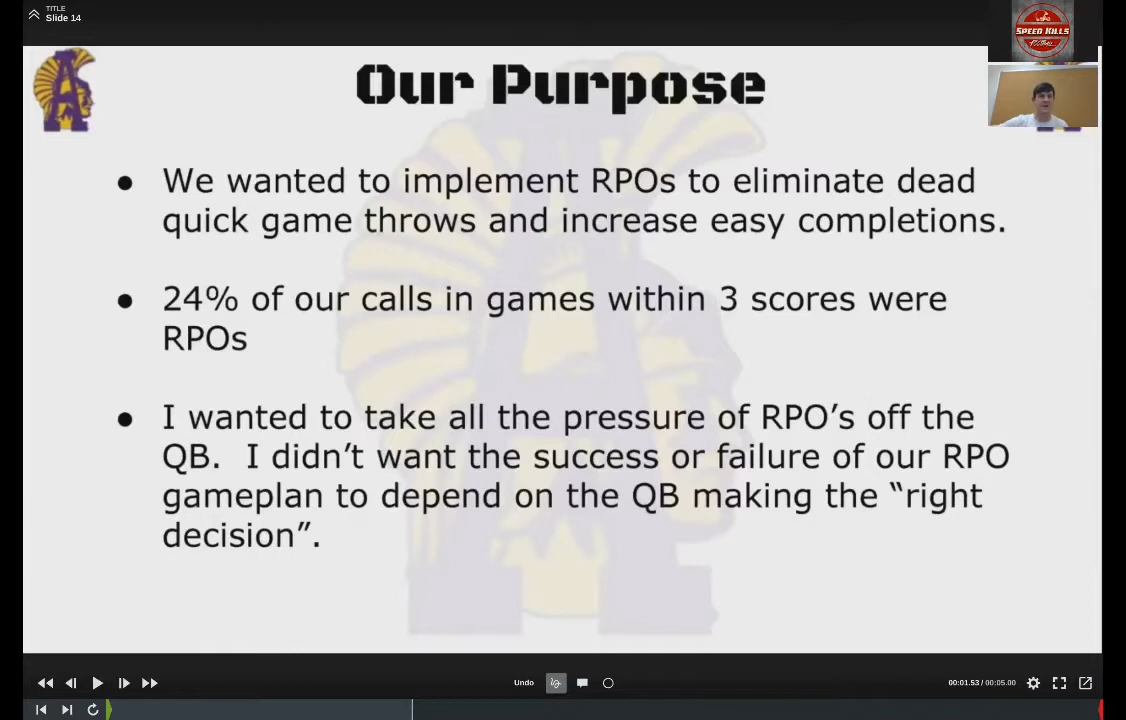 TITLE
Slide 14
SPEED KILLS
FOOTBALL
Our Purpose
● We wanted to implement RPOs to eliminate dead
quick game throws and increase easy completions.
● 24% of our calls in games within 3 scores were
RPOs
● I wanted to take all the pressure of RPO's off the
QB.  I didn't want the success or failure of our RPO
gameplan to depend on the QB making the “right
decision”.
Undo
00:01.53 / 00:05.00